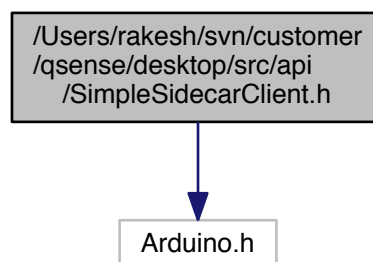 /Users/rakesh/svn/customer
/qsense/desktop/src/api
/SimpleSidecarClient.h
Arduino.h